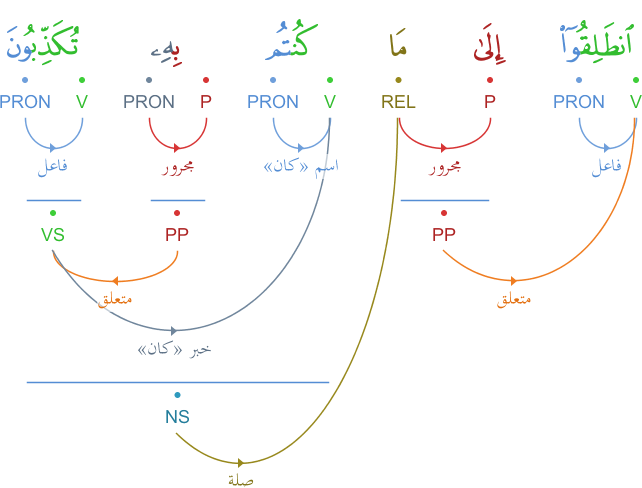 ٱنطَلِقُوٓا۟ إِلَىٰ مَا كُنتُم بِهِۦ تُكَذِّبُونَ
PRON V PRON P PRON V REL P PRON V
فاعل مجرور اسم «كان» مجرور فاعل
VS PP PP
متعلق متعلق
خبر «كان»
NS
صلة